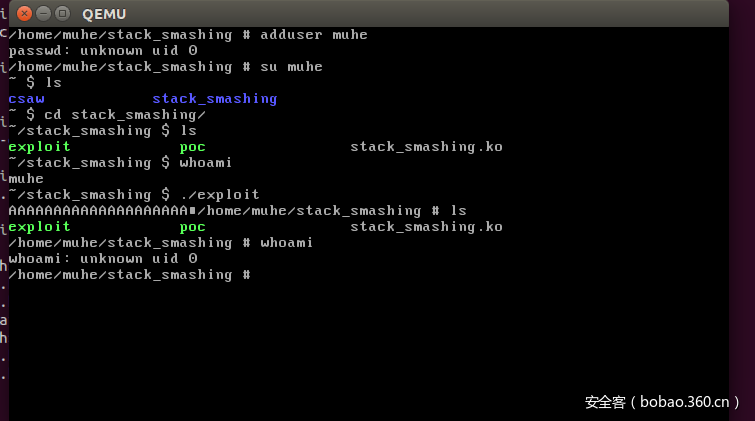 QEMU
/home/muhe/stack_smashing # adduser muhe
passwd: unknown uid 0
/home/muhe/stack_smashing # su muhe
~ $ ls
csaw stack_smashing
~ $ cd stack_smashing/
~/stack_smashing $ ls
exploit poc stack_smashing.ko
~/stack_smashing $ whoami
muhe
~/stack_smashing $ ./exploit
AAAAAAAAAAAAAAAAAAAA■/home/muhe/stack_smashing # ls
exploit poc stack_smashing.ko
/home/muhe/stack_smashing # whoami
whoami: unknown uid 0
/home/muhe/stack_smashing #
安全客（bobao.360.cn）